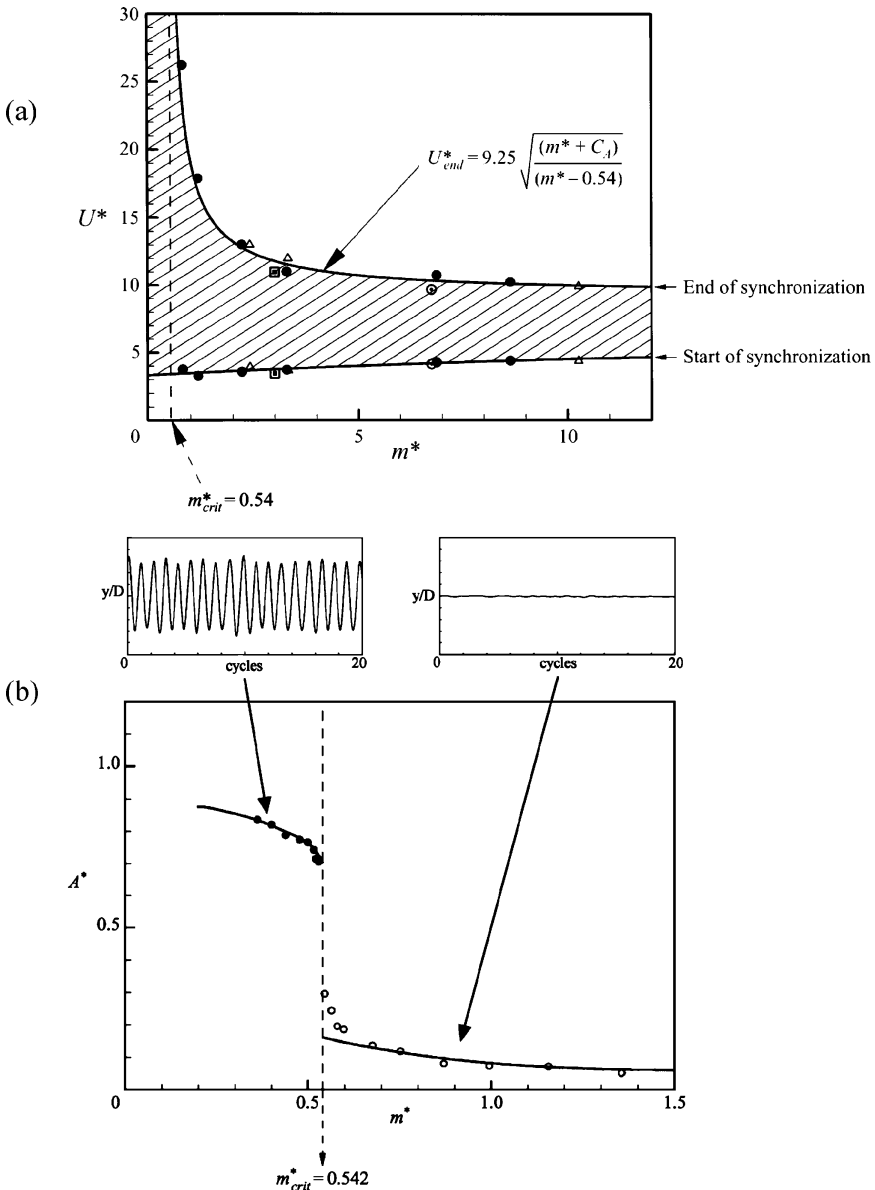 (a)
30
25
20
15
10
5
0
U*
U*end = 9.25 √((m* + CA)/(m* − 0.54))
End of synchronization
Start of synchronization
5
10
m*
m*crit = 0.54
y/D
0
cycles
20
y/D
0
cycles
20
(b)
1.0
0.5
A*
0
0.5
1.0
1.5
m*
m*crit = 0.542